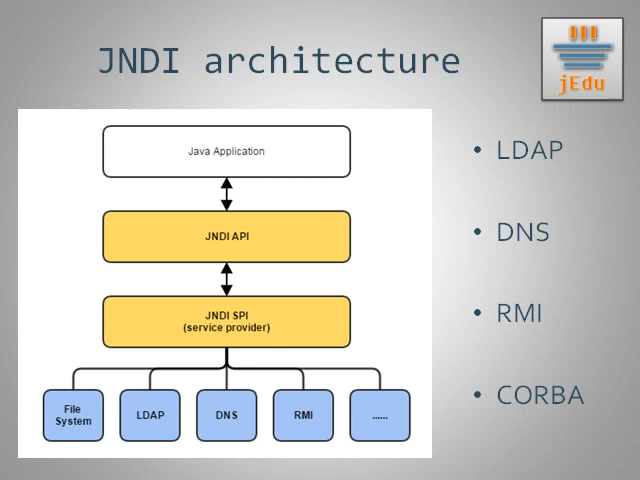 JNDI architecture
jEdu
Java Application
JNDI API
JNDI SPI
(service provider)
File
System
LDAP
DNS
RMI
......
• LDAP
• DNS
• RMI
• CORBA